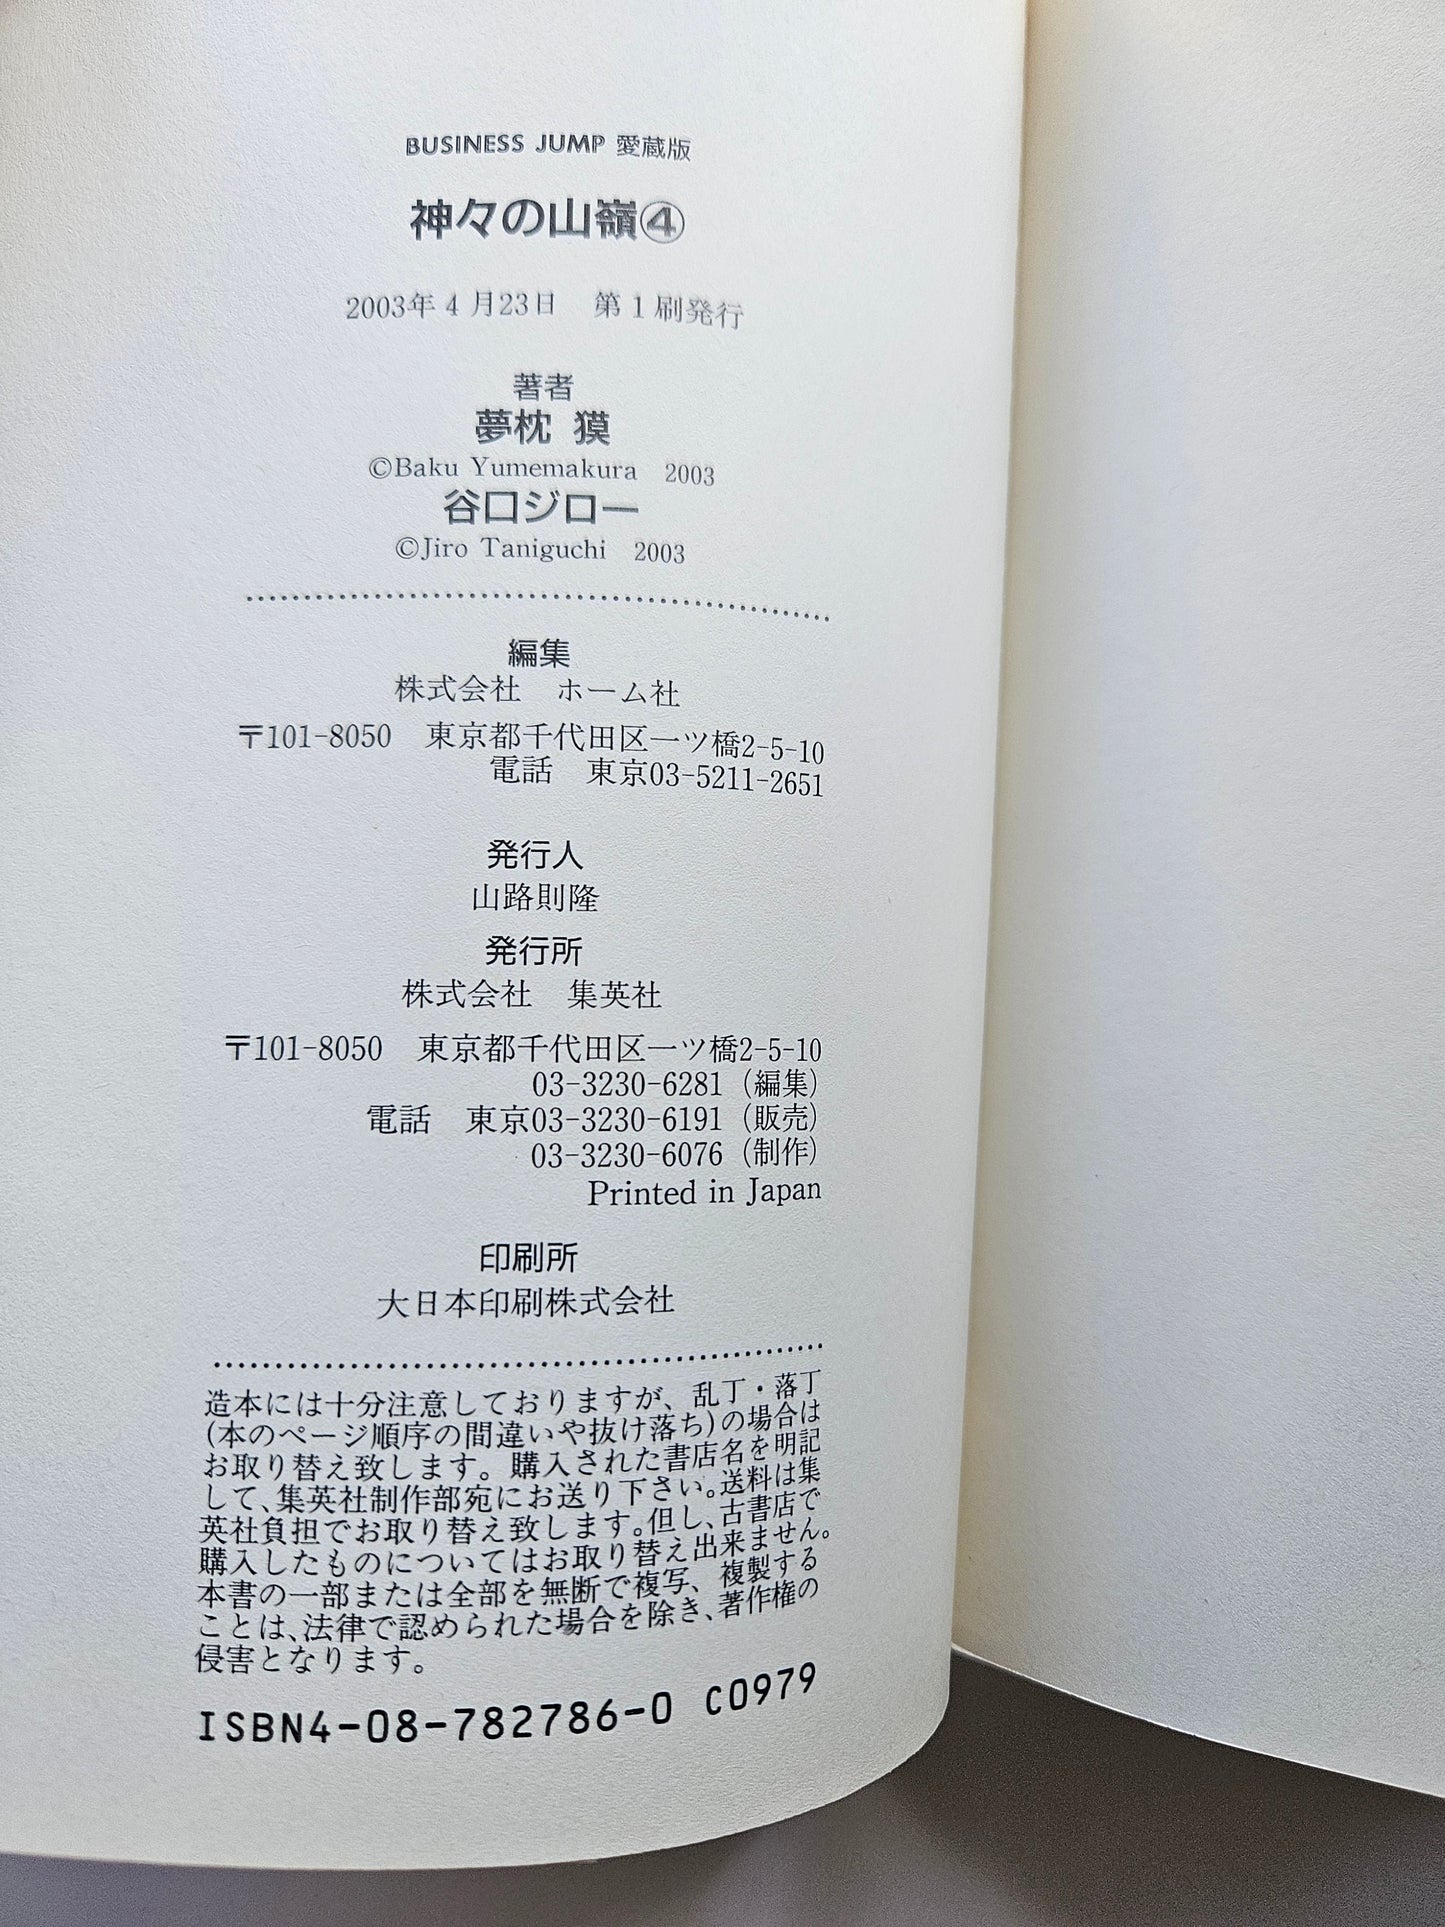 BUSINESS JUMP 愛蔵版
神々の山嶺④
2003年4月23日　第1刷発行
著者
夢枕 獏
©Baku Yumemakura　2003
谷口ジロー
©Jiro Taniguchi　2003
編集
株式会社　ホーム社
〒101-8050　東京都千代田区一ツ橋2-5-10
電話　東京03-5211-2651
発行人
山路則隆
発行所
株式会社　集英社
〒101-8050　東京都千代田区一ツ橋2-5-10
03-3230-6281（編集）
電話　東京03-3230-6191（販売）
03-3230-6076（制作）
Printed in Japan
印刷所
大日本印刷株式会社
造本には十分注意しておりますが、乱丁・落丁
(本のページ順序の間違いや抜け落ち)の場合は
お取り替え致します。購入された書店名を明記
して、集英社制作部宛にお送り下さい。送料は集
英社負担でお取り替え致します。但し、古書店で
購入したものについてはお取り替え出来ません。
本書の一部または全部を無断で複写、複製する
ことは、法律で認められた場合を除き、著作権の
侵害となります。
ISBN4-08-782786-0 C0979